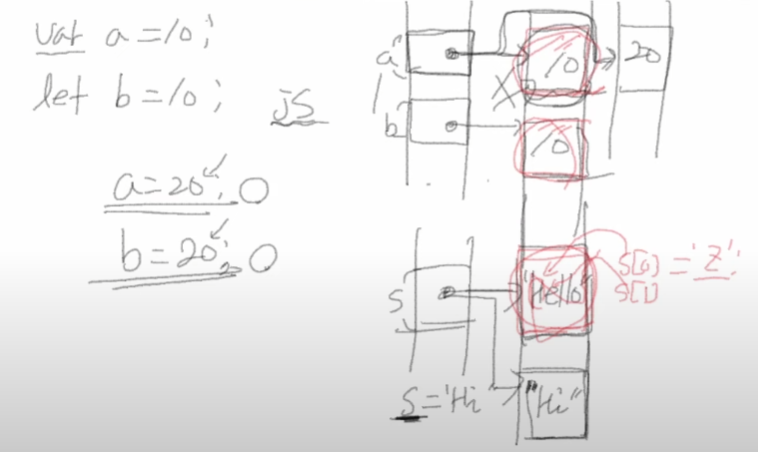 var a = 10;
let b = 10;
js
a = 20; O
b = 20; O
a
10
20
X
b
10
s
"Hello"
s[0] = 'Z';
s[1]
s = 'Hi'
"Hi"